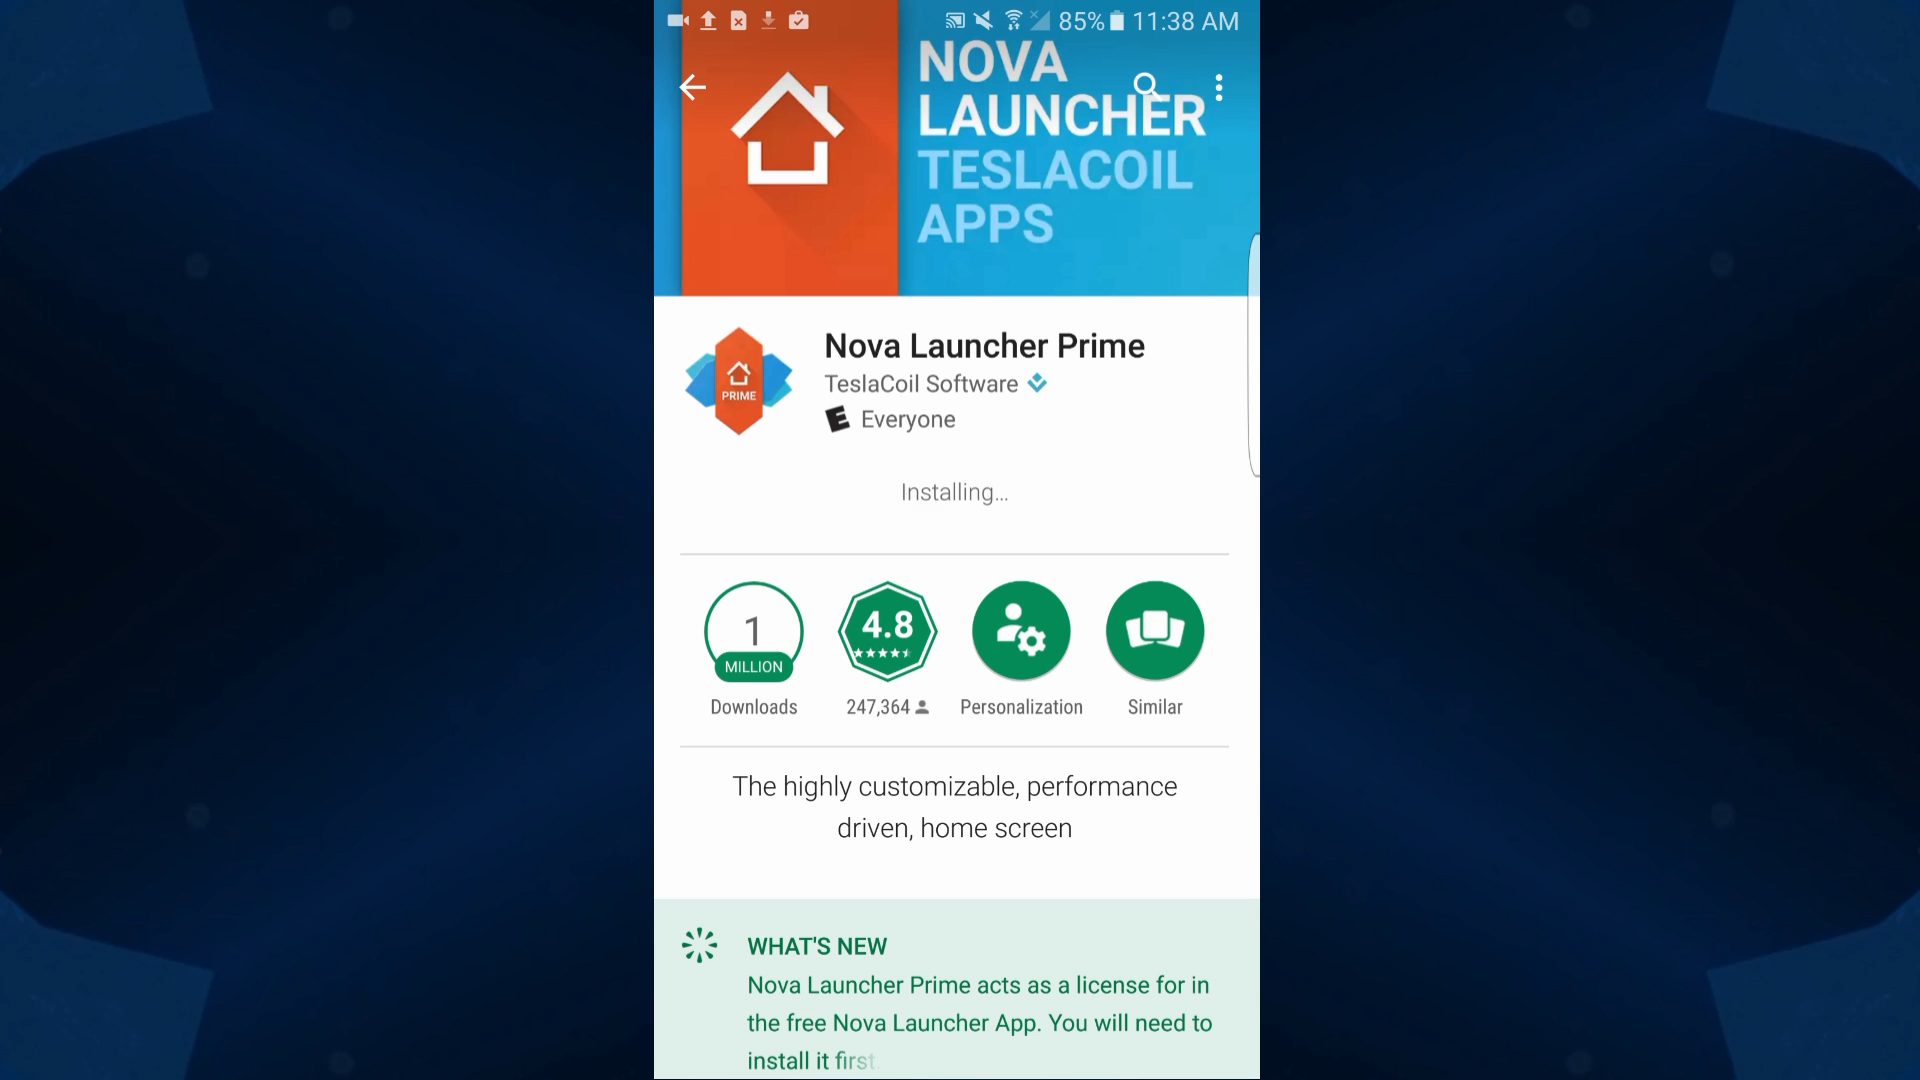 85% 11:38 AM
NOVA
LAUNCHER
TESLACOIL
APPS
PRIME
Nova Launcher Prime
TeslaCoil Software
E Everyone
Installing...
1
MILLION
4.8
Downloads
247,364
Personalization
Similar
The highly customizable, performance
driven, home screen
WHAT'S NEW
Nova Launcher Prime acts as a license for in
the free Nova Launcher App. You will need to
install it first.